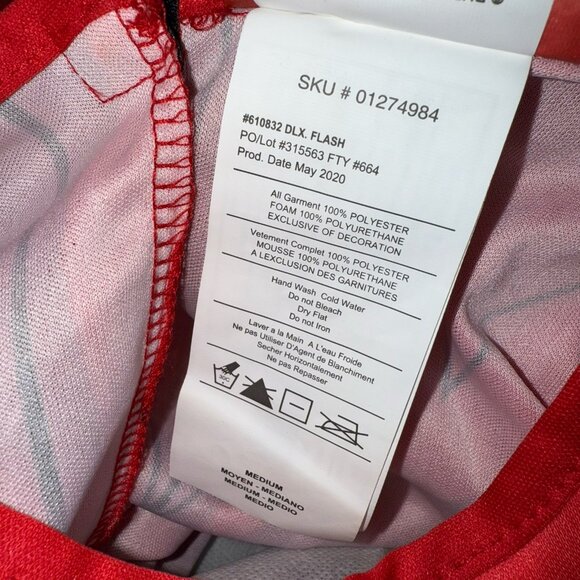 SKU # 01274984
#610832 DLX. FLASH
PO/Lot #315563 FTY #664
Prod. Date May 2020
All Garment 100% POLYESTER
FOAM 100% POLYURETHANE
EXCLUSIVE OF DECORATION
Vetement Complet 100% POLYESTER
MOUSSE 100% POLYURETHANE
A LEXCLUSION DES GARNITURES
Hand Wash Cold Water
Do not Bleach
Dry Flat
Do not Iron
Laver a la Main A L'eau Froide
Ne pas Utiliser D'Agent de Blanchiment
Secher Horizontalement
Ne pas Repasser
MEDIUM
MOYEN - MEDIANO
MEDIUM - MEDIO
MEDIO